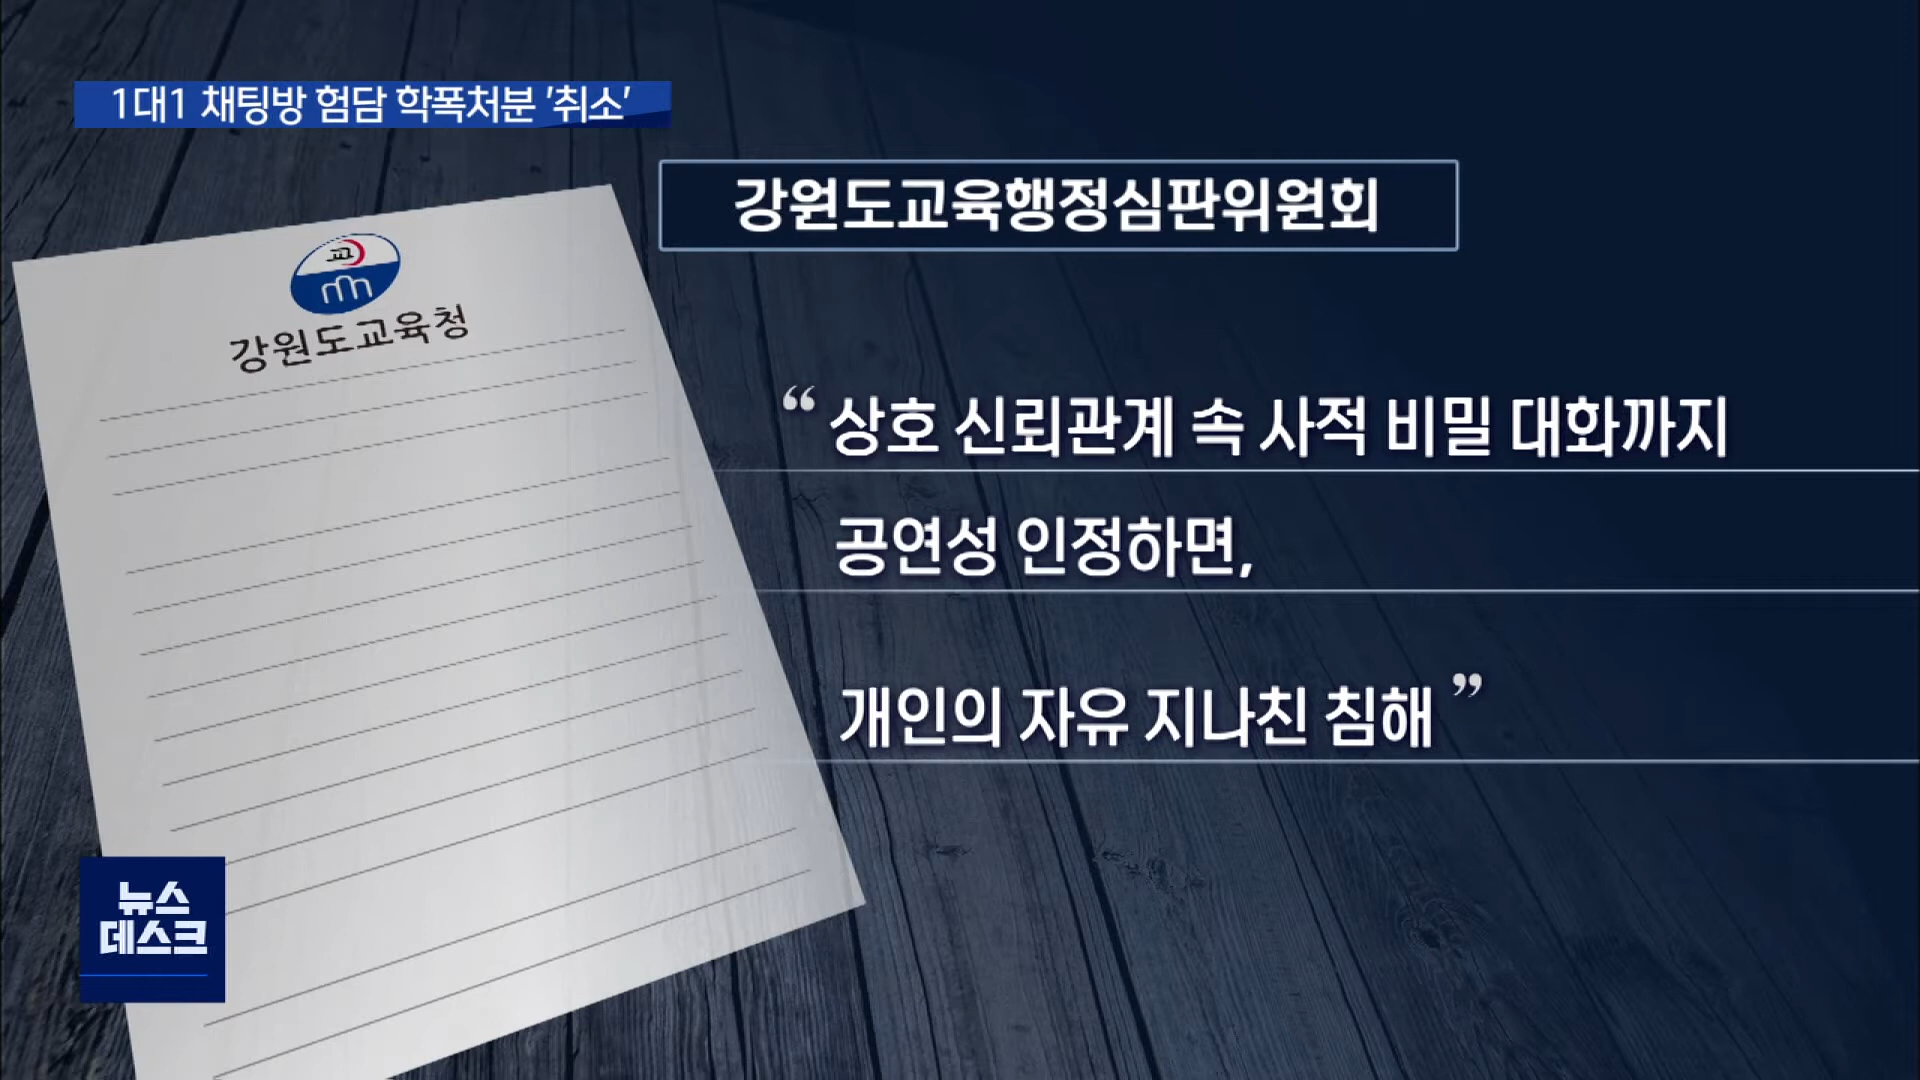 1대1 채팅방 험담 학폭처분 '취소'
강원도교육행정심판위원회
교
강원도교육청
“ 상호 신뢰관계 속 사적 비밀 대화까지
공연성 인정하면,
개인의 자유 지나친 침해 ”
뉴스
데스크